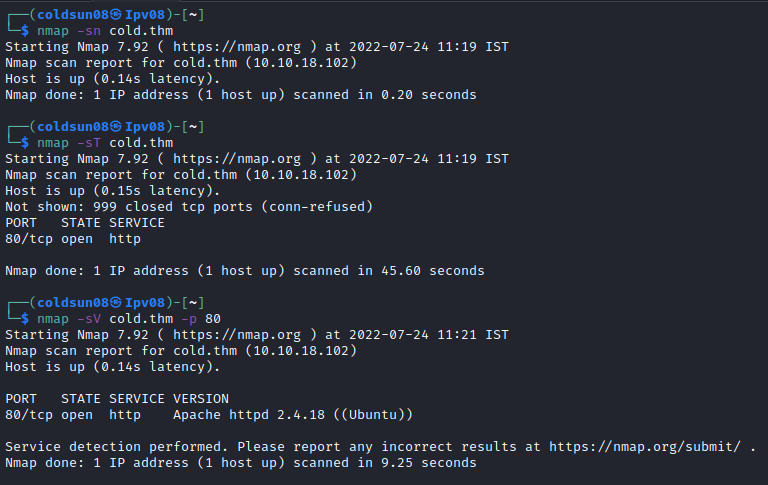 ┌──(coldsun08㉿Ipv08)-[~]
└─$ nmap -sn cold.thm
Starting Nmap 7.92 ( https://nmap.org ) at 2022-07-24 11:19 IST
Nmap scan report for cold.thm (10.10.18.102)
Host is up (0.14s latency).
Nmap done: 1 IP address (1 host up) scanned in 0.20 seconds
┌──(coldsun08㉿Ipv08)-[~]
└─$ nmap -sT cold.thm
Starting Nmap 7.92 ( https://nmap.org ) at 2022-07-24 11:19 IST
Nmap scan report for cold.thm (10.10.18.102)
Host is up (0.15s latency).
Not shown: 999 closed tcp ports (conn-refused)
PORT   STATE SERVICE
80/tcp open  http
Nmap done: 1 IP address (1 host up) scanned in 45.60 seconds
┌──(coldsun08㉿Ipv08)-[~]
└─$ nmap -sV cold.thm -p 80
Starting Nmap 7.92 ( https://nmap.org ) at 2022-07-24 11:21 IST
Nmap scan report for cold.thm (10.10.18.102)
Host is up (0.14s latency).
PORT   STATE SERVICE VERSION
80/tcp open  http    Apache httpd 2.4.18 ((Ubuntu))
Service detection performed. Please report any incorrect results at https://nmap.org/submit/ .
Nmap done: 1 IP address (1 host up) scanned in 9.25 seconds